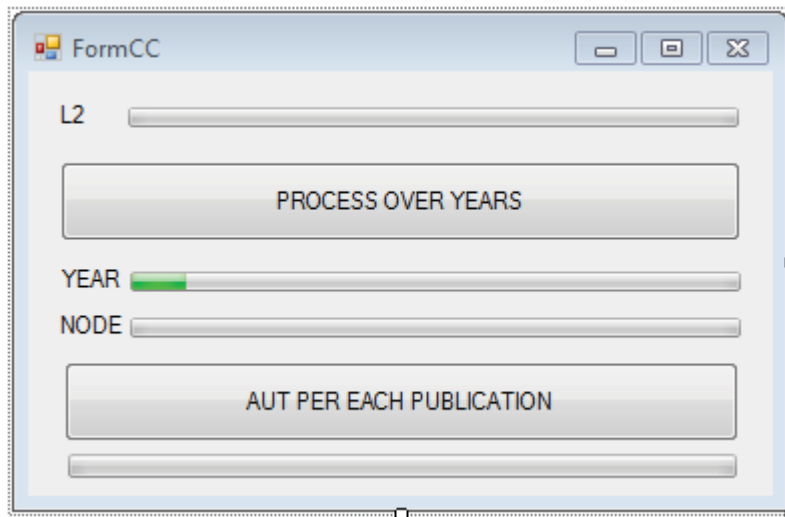 FormCC
L2
PROCESS OVER YEARS
YEAR
NODE
AUT PER EACH PUBLICATION